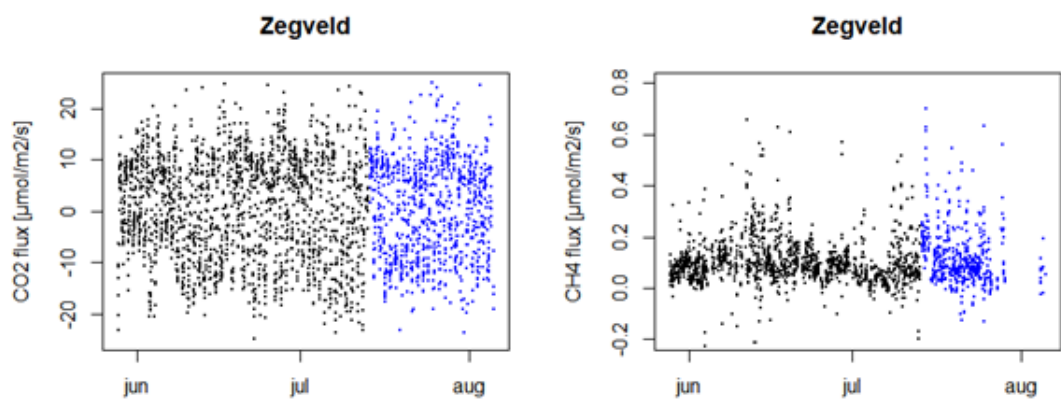 Zegveld
CO2 flux [μmol/m2/s]
20
10
0
-10
-20
jun
jul
aug
Zegveld
CH4 flux [μmol/m2/s]
0.8
0.6
0.4
0.2
0.0
-0.2
jun
jul
aug